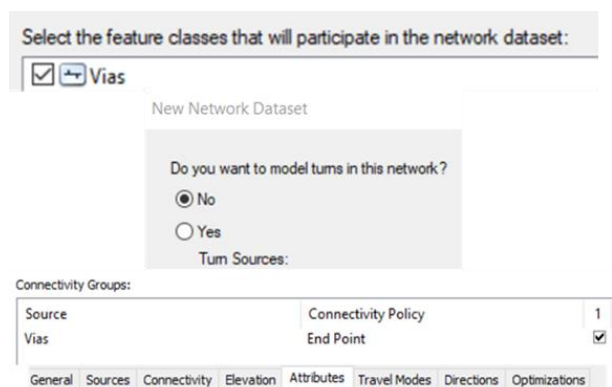 Select the feature classes that will participate in the network dataset:
Vias
New Network Dataset
Do you want to model turns in this network?
No
Yes
Turn Sources:
Connectivity Groups:
Source Connectivity Policy 1
Vias End Point
General Sources Connectivity Elevation Attributes Travel Modes Directions Optimizations